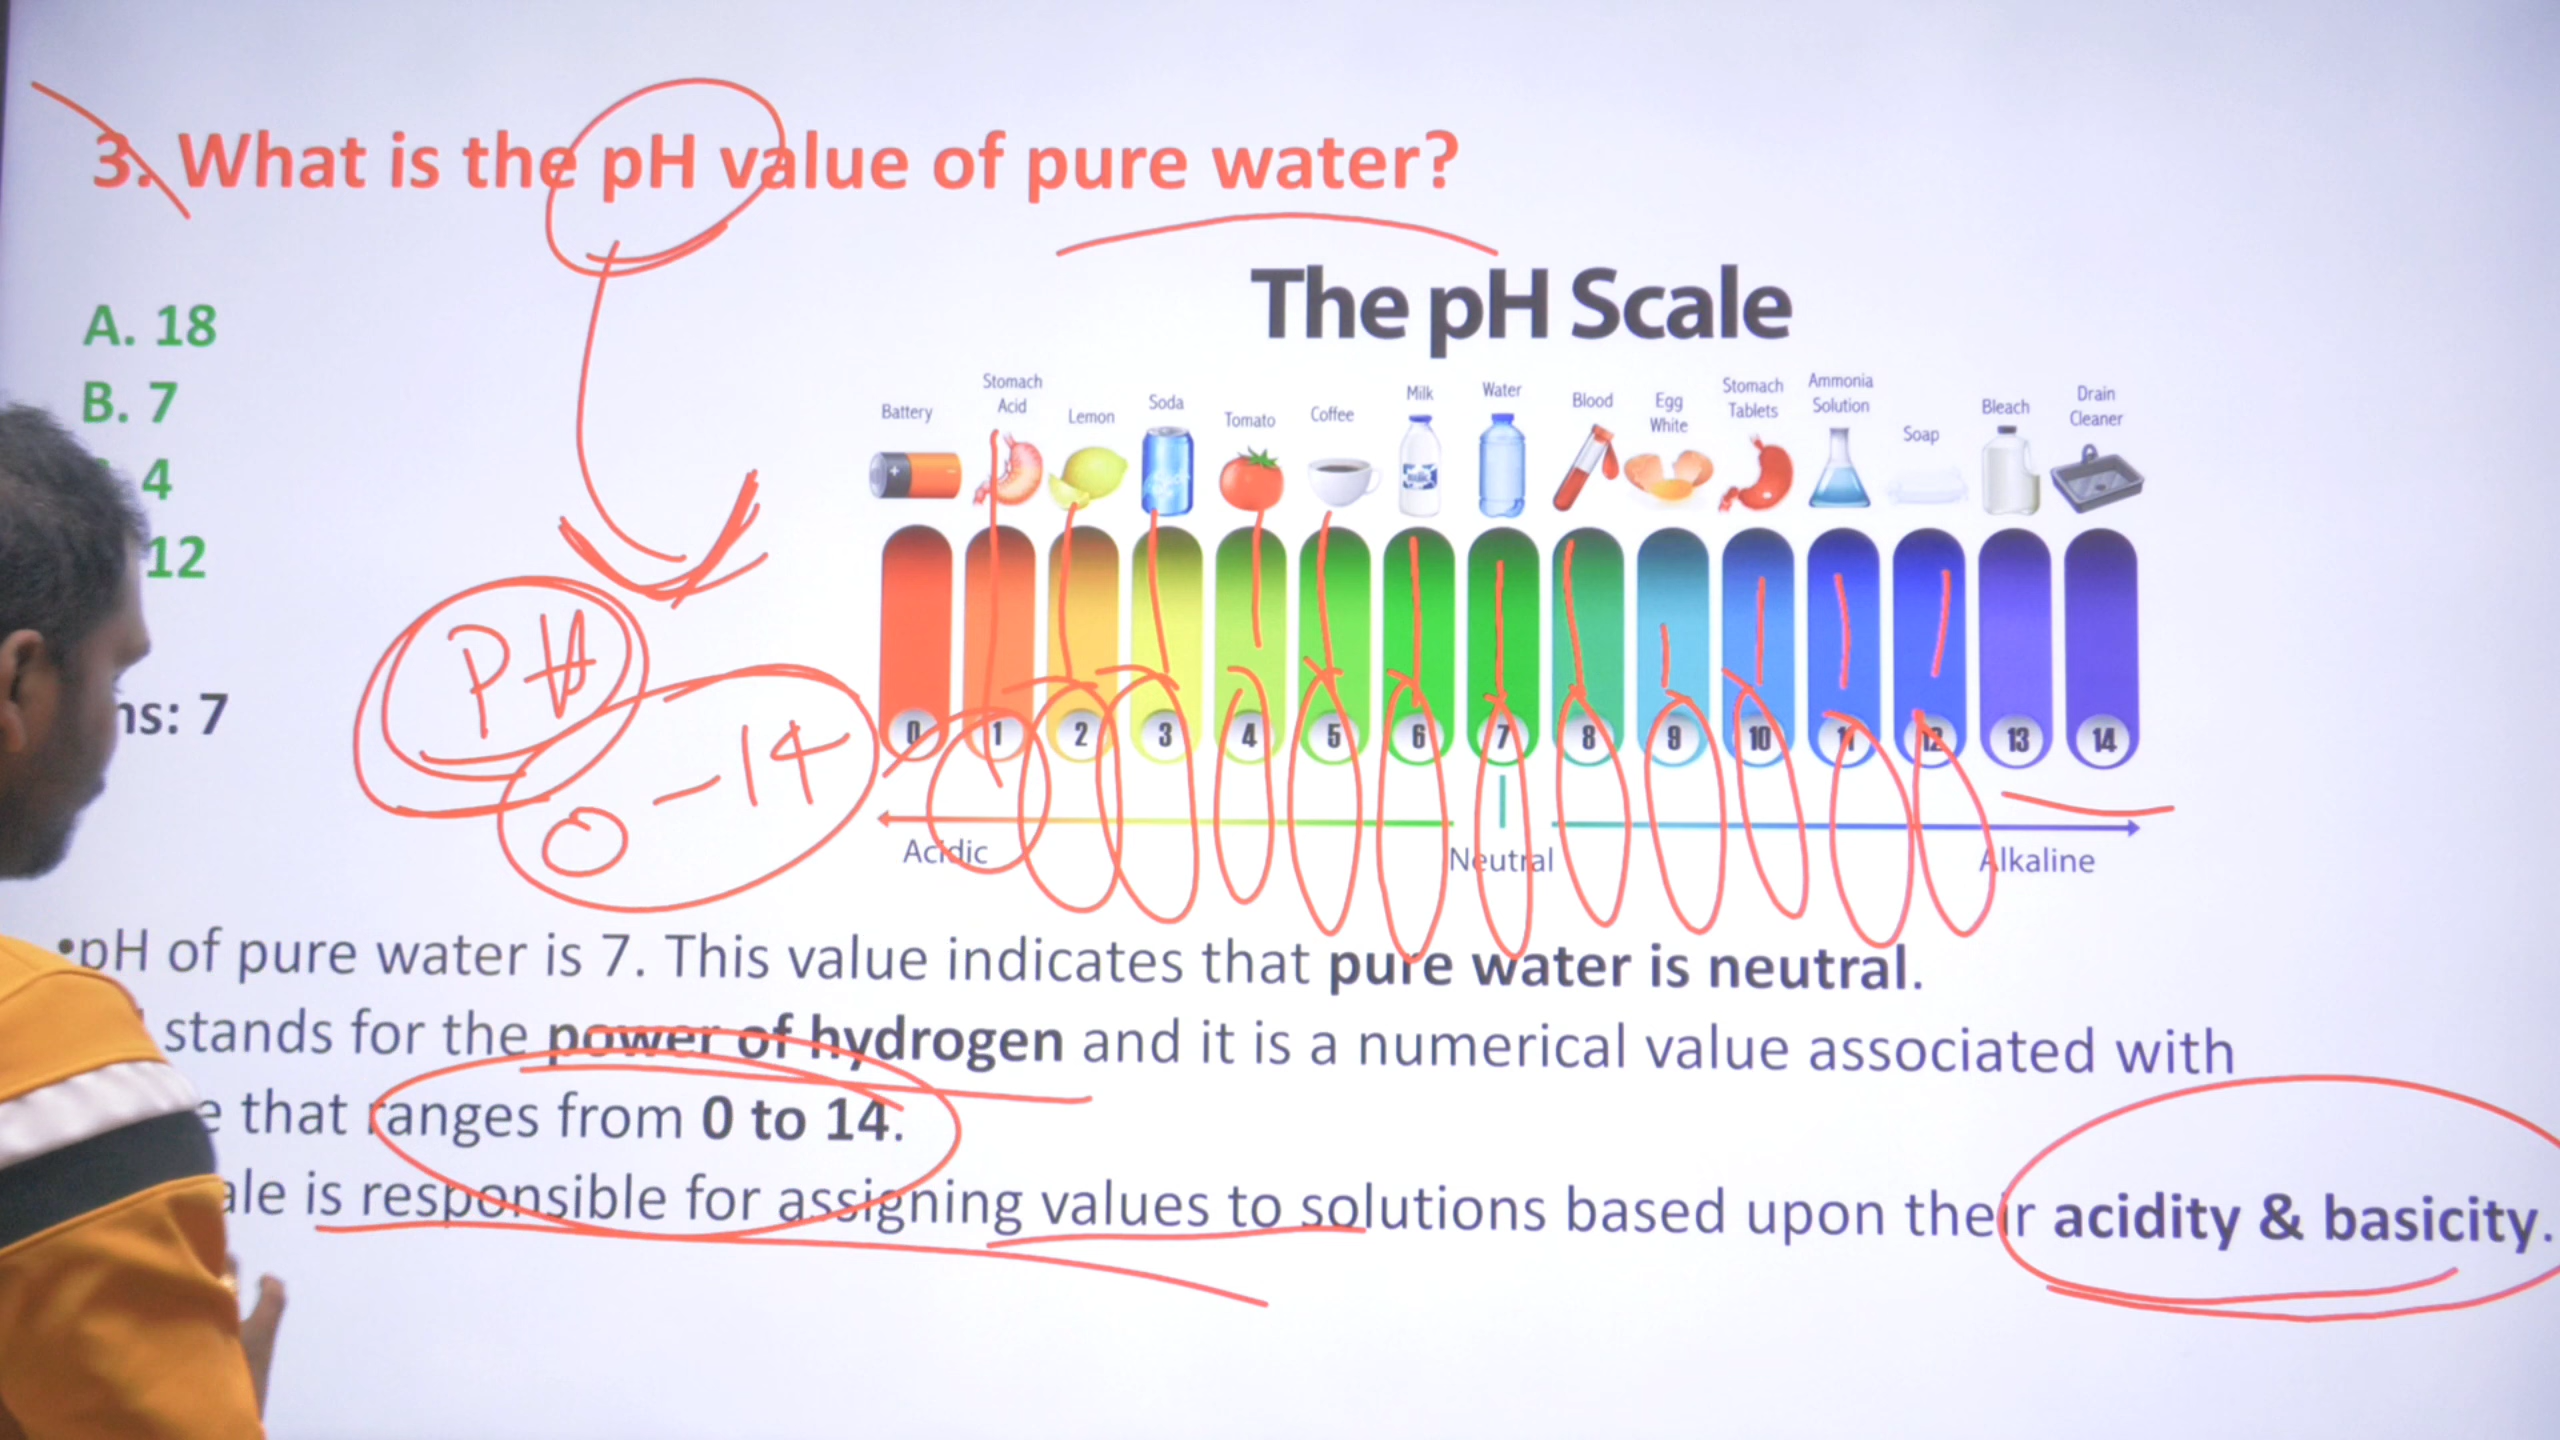 3. What is the pH value of pure water?
A. 18
B. 7
4
12
ns: 7
PH
0-14
The pH Scale
Battery
Stomach Acid
Lemon
Soda
Tomato
Coffee
Milk
Water
Blood
Egg White
Stomach Tablets
Ammonia Solution
Soap
Bleach
Drain Cleaner
0 1 2 3 4 5 6 7 8 9 10 11 12 13 14
Acidic
Neutral
Alkaline
•pH of pure water is 7. This value indicates that pure water is neutral.
stands for the power of hydrogen and it is a numerical value associated with
e that ranges from 0 to 14.
ale is responsible for assigning values to solutions based upon their acidity & basicity.